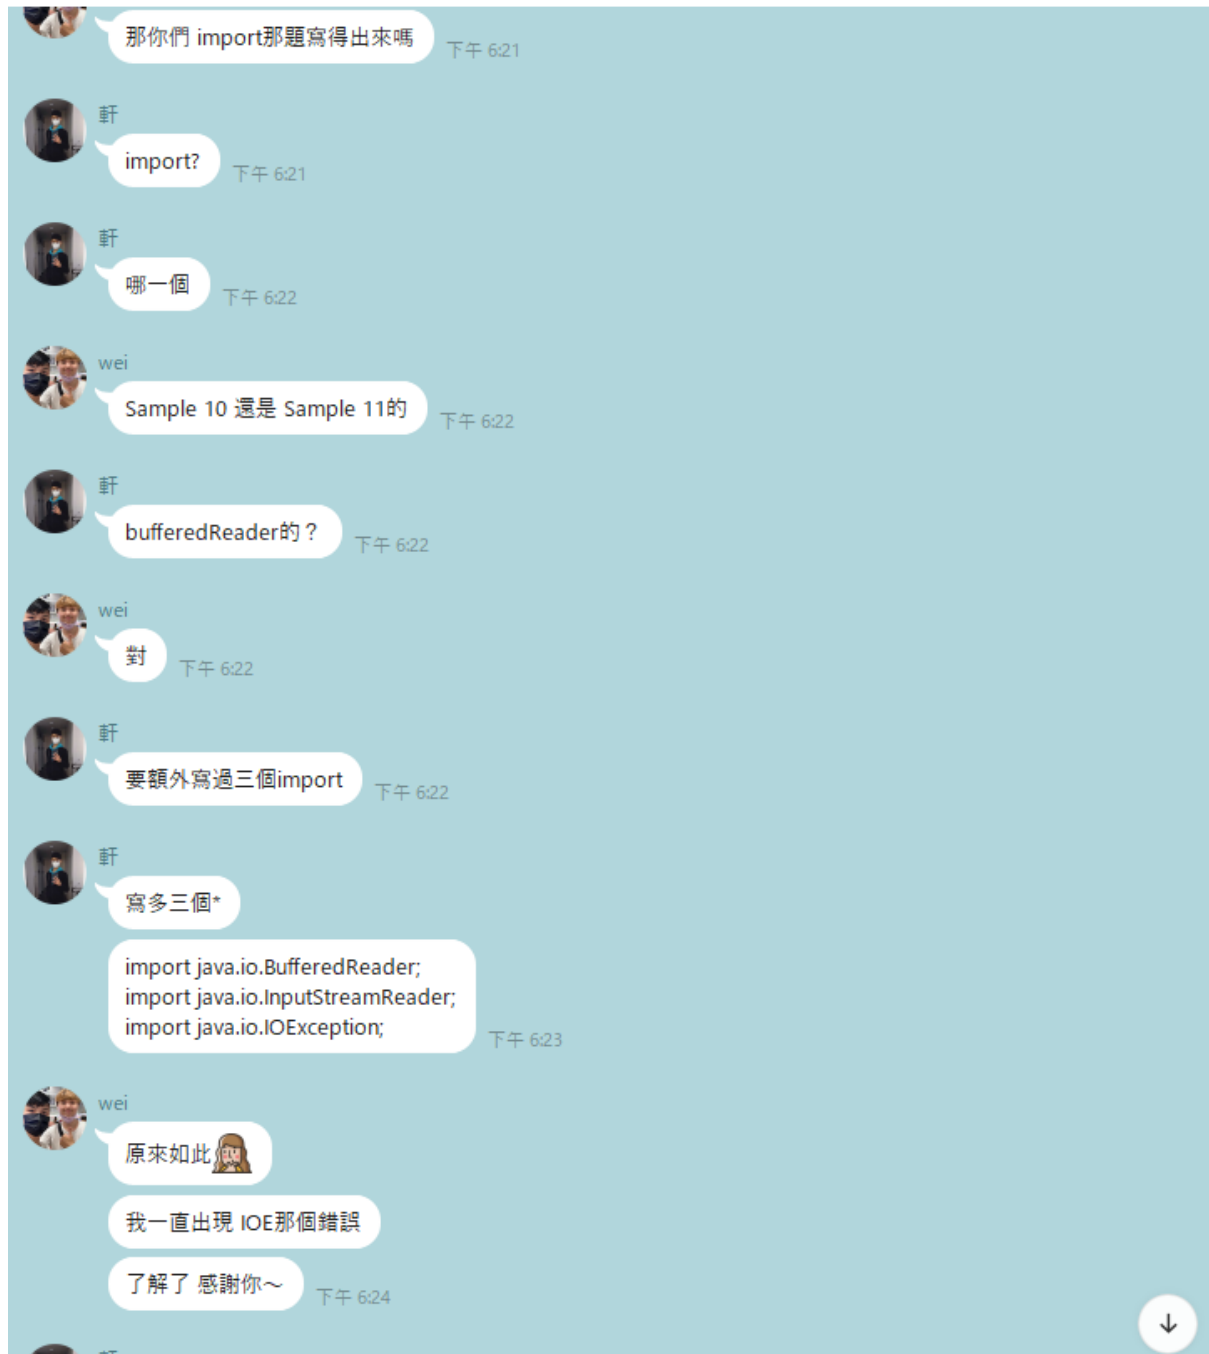 那你們 import那題寫得出來嗎
下午 6:21
軒
import?
下午 6:21
軒
哪一個
下午 6:22
wei
Sample 10 還是 Sample 11的
下午 6:22
軒
bufferedReader的？
下午 6:22
wei
對
下午 6:22
軒
要額外寫過三個import
下午 6:22
軒
寫多三個*
import java.io.BufferedReader;
import java.io.InputStreamReader;
import java.io.IOException;
下午 6:23
wei
原來如此
我一直出現 IOE那個錯誤
了解了 感謝你～
下午 6:24